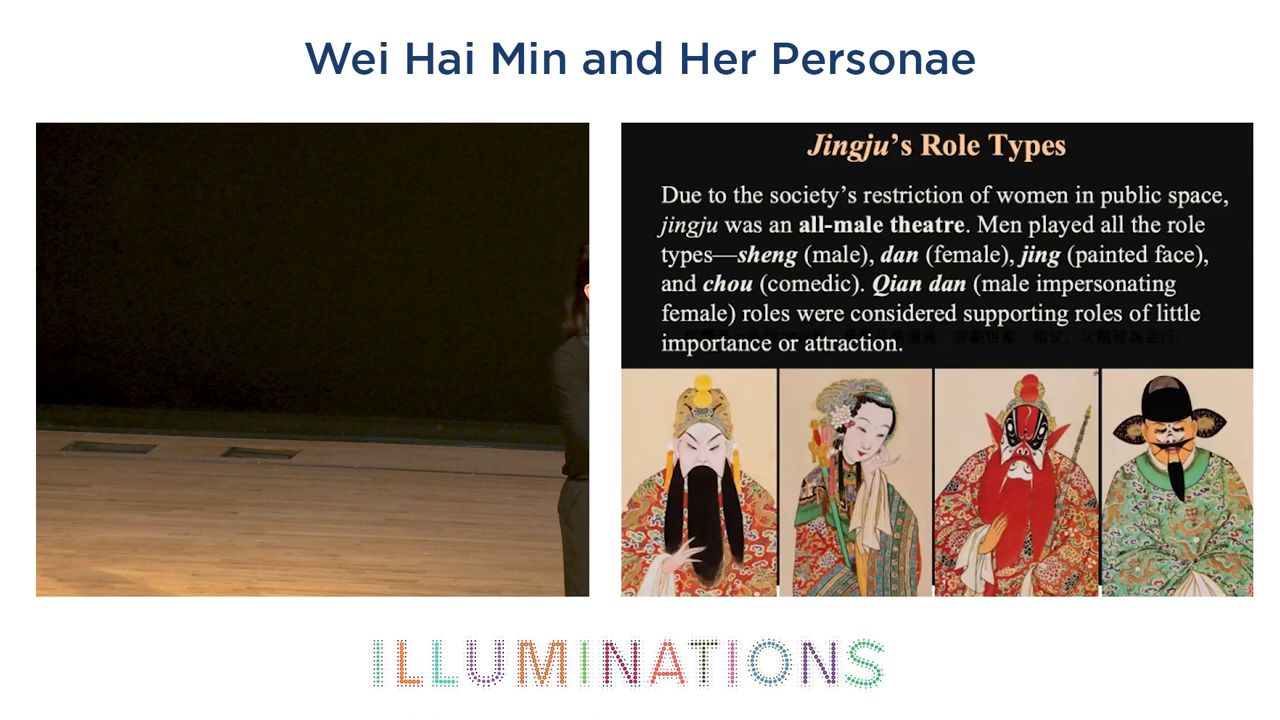 Wei Hai Min and Her Personae
Jingju's Role Types
Due to the society's restriction of women in public space,
jingju was an all-male theatre. Men played all the role
types—sheng (male), dan (female), jing (painted face),
and chou (comedic). Qian dan (male impersonating
female) roles were considered supporting roles of little
importance or attraction.
ILLUMINATIONS